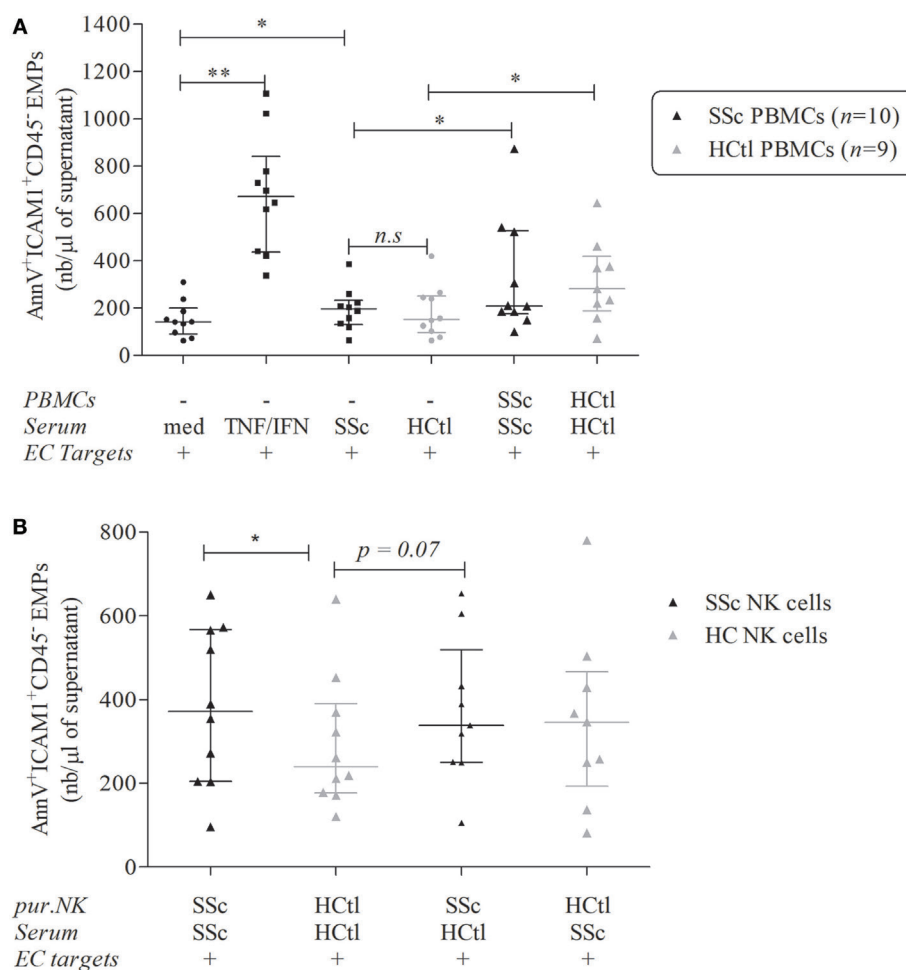 A
AnnV⁺ICAM1⁺CD45⁻ EMPs
(nb/µl of supernatant)
1400
1200
1000
800
600
400
200
0
*
**
n.s
*
*
SSc PBMCs (n=10)
HCtl PBMCs (n=9)
PBMCs - - - - SSc HCtl
Serum med TNF/IFN SSc HCtl SSc HCtl
EC Targets + + + + + +
B
AnnV⁺ICAM1⁺CD45⁻ EMPs
(nb/µl of supernatant)
800
600
400
200
0
*
p = 0.07
SSc NK cells
HC NK cells
pur.NK SSc HCtl SSc HCtl
Serum SSc HCtl HCtl SSc
EC targets + + + +